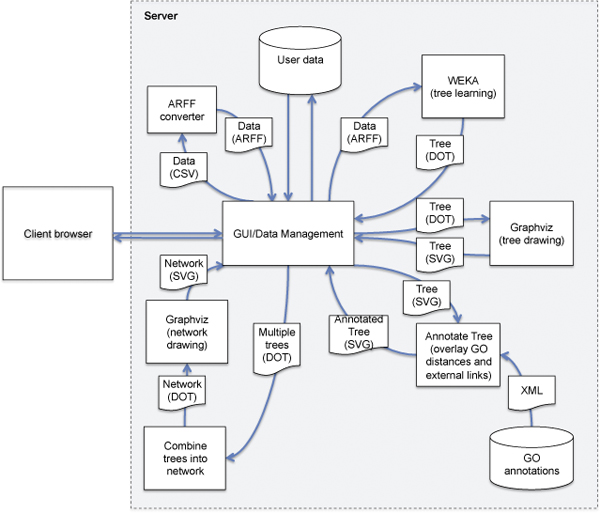 Server
User data
ARFF
converter
Data
(ARFF)
Data
(CSV)
Data
(ARFF)
WEKA
(tree learning)
Tree
(DOT)
Client browser
GUI/Data Management
Tree
(DOT)
Tree
(SVG)
Graphviz
(tree drawing)
Network
(SVG)
Graphviz
(network
drawing)
Multiple
trees
(DOT)
Annotated
Tree
(SVG)
Tree
(SVG)
Annotate Tree
(overlay GO
distances and
external links)
Network
(DOT)
XML
Combine
trees into
network
GO
annotations